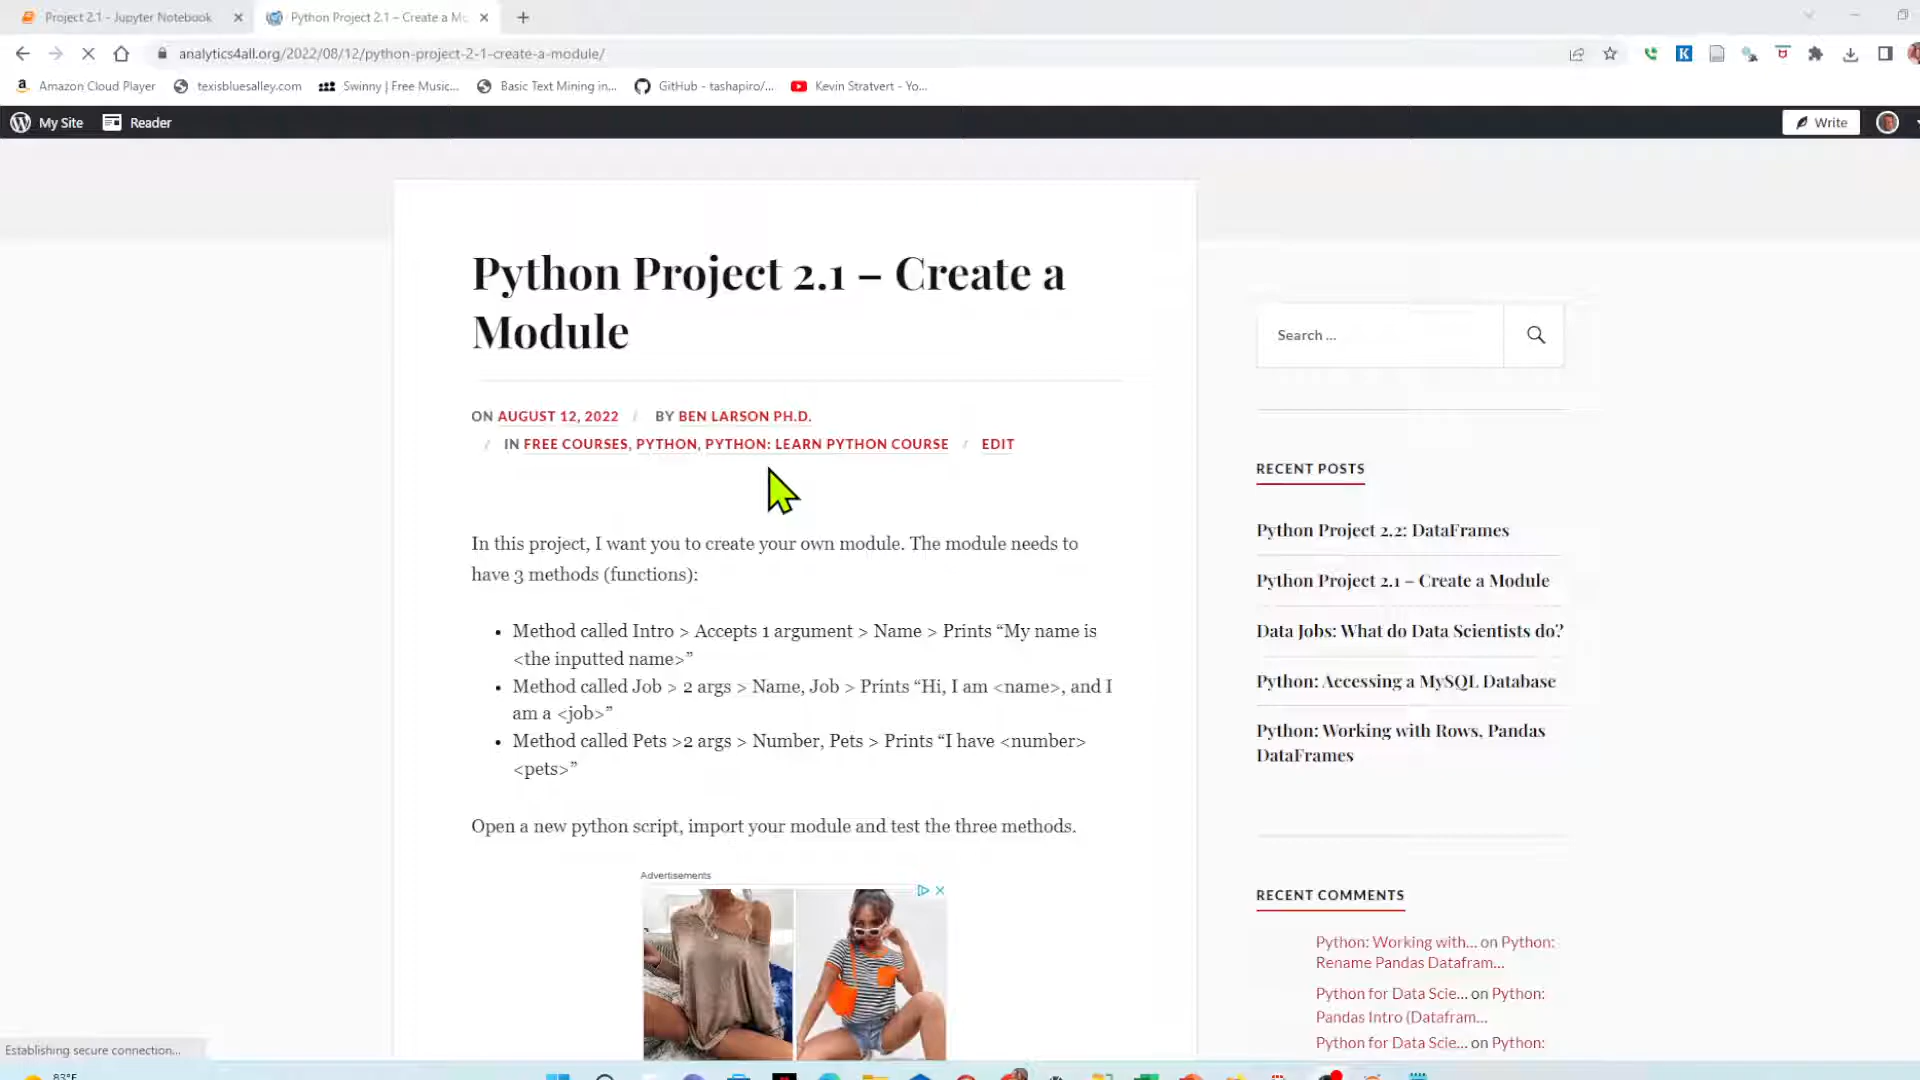 Project 2.1 - Jupyter Notebook
Python Project 2.1 – Create a Mo
analytics4all.org/2022/08/12/python-project-2-1-create-a-module/
Amazon Cloud Player
texisbluesalley.com
Swinny | Free Music...
Basic Text Mining in...
GitHub - tashapiro/...
Kevin Stratvert - Yo...
My Site
Reader
Write
Python Project 2.1 – Create a
Module
ON AUGUST 12, 2022 / BY BEN LARSON PH.D.
/ IN FREE COURSES, PYTHON, PYTHON: LEARN PYTHON COURSE / EDIT
In this project, I want you to create your own module. The module needs to
have 3 methods (functions):
• Method called Intro > Accepts 1 argument > Name > Prints “My name is
<the inputted name>”
• Method called Job > 2 args > Name, Job > Prints “Hi, I am <name>, and I
am a <job>”
• Method called Pets >2 args > Number, Pets > Prints “I have <number>
<pets>”
Open a new python script, import your module and test the three methods.
Advertisements
Search ...
RECENT POSTS
Python Project 2.2: DataFrames
Python Project 2.1 – Create a Module
Data Jobs: What do Data Scientists do?
Python: Accessing a MySQL Database
Python: Working with Rows, Pandas
DataFrames
RECENT COMMENTS
Python: Working with... on Python:
Rename Pandas Datafram...
Python for Data Scie... on Python:
Pandas Intro (Datafram...
Python for Data Scie... on Python:
Establishing secure connection...
83°F